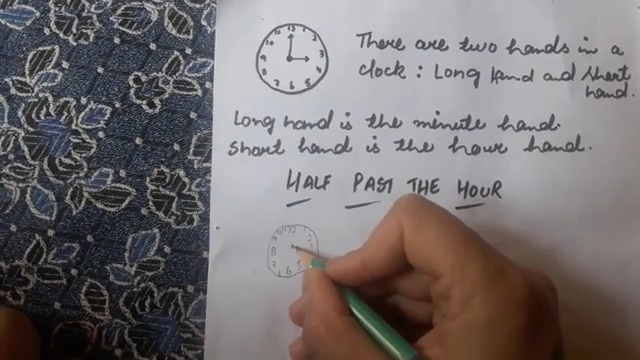 There are two hands in a
clock : Long hand and short
hand.
Long hand is the minute hand.
Short hand is the hour hand.
HALF PAST THE HOUR